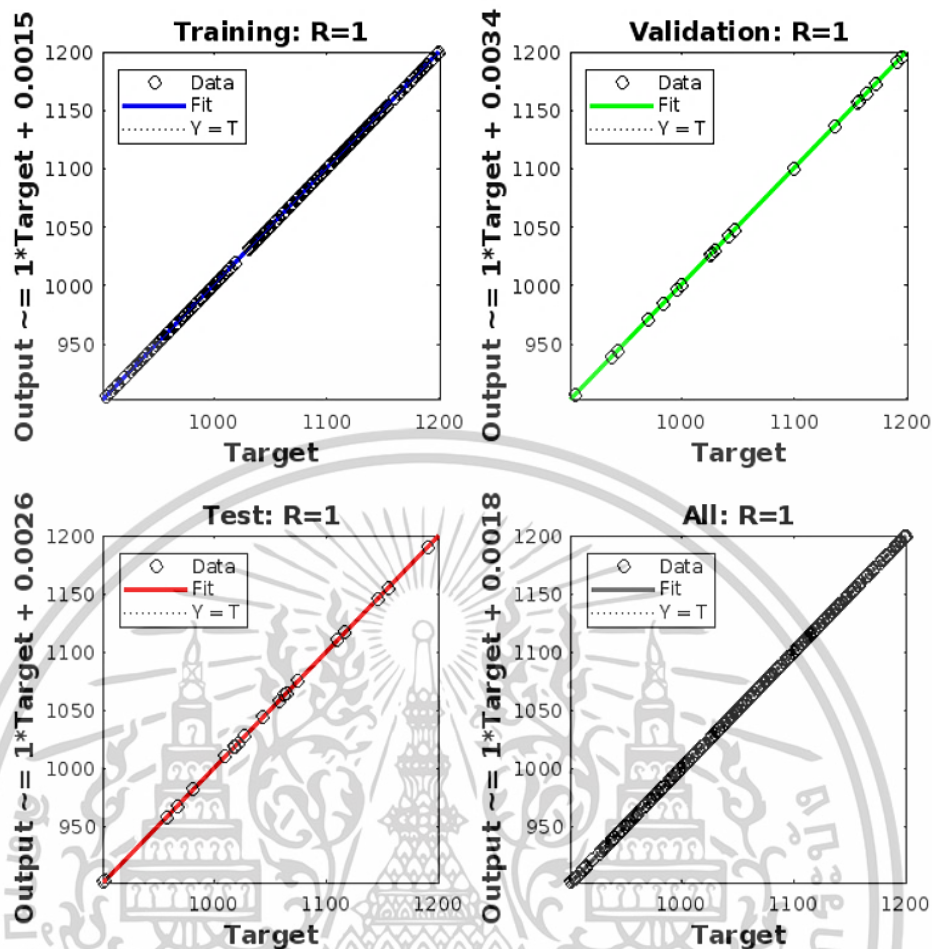 Training: R=1
Output ~= 1*Target + 0.0015
1200
1150
1100
1050
1000
950
Data
Fit
Y = T
1000
1100
1200
Target
Validation: R=1
Output ~= 1*Target + 0.0034
1200
1150
1100
1050
1000
950
Data
Fit
Y = T
1000
1100
1200
Target
Test: R=1
Output ~= 1*Target + 0.0026
1200
1150
1100
1050
1000
950
Data
Fit
Y = T
1000
1100
1200
Target
All: R=1
Output ~= 1*Target + 0.0018
1200
1150
1100
1050
1000
950
Data
Fit
Y = T
1000
1100
1200
Target